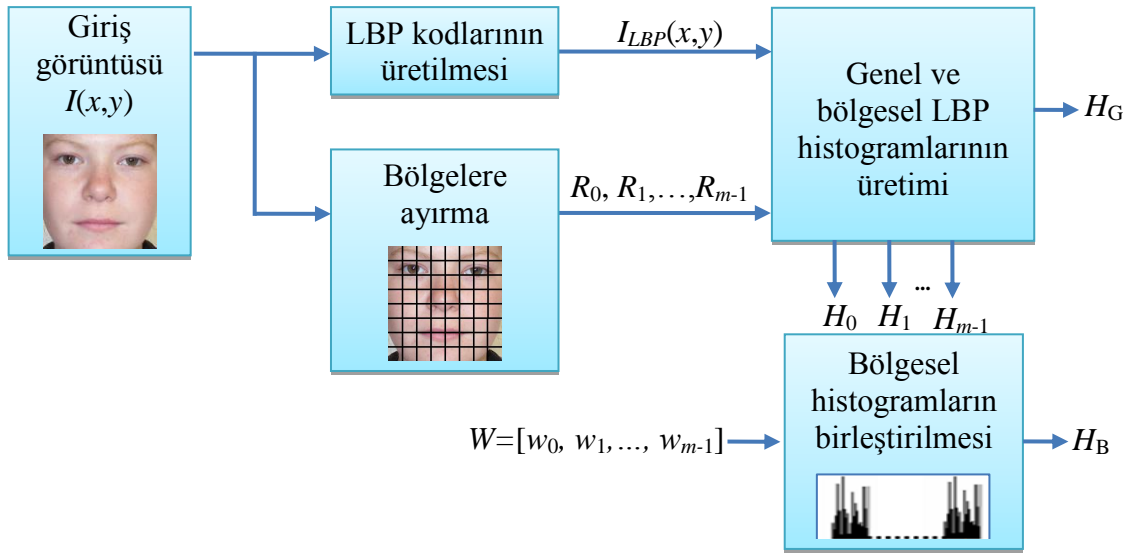 Giriş
görüntüsü
I(x,y)
LBP kodlarının
üretilmesi
I_LBP(x,y)
Bölgelere
ayırma
R_0, R_1,…,R_m-1
Genel ve
bölgesel LBP
histogramlarının
üretimi
H_G
...
H_0 H_1 H_m-1
W=[w_0, w_1,..., w_m-1]
Bölgesel
histogramların
birleştirilmesi
H_B